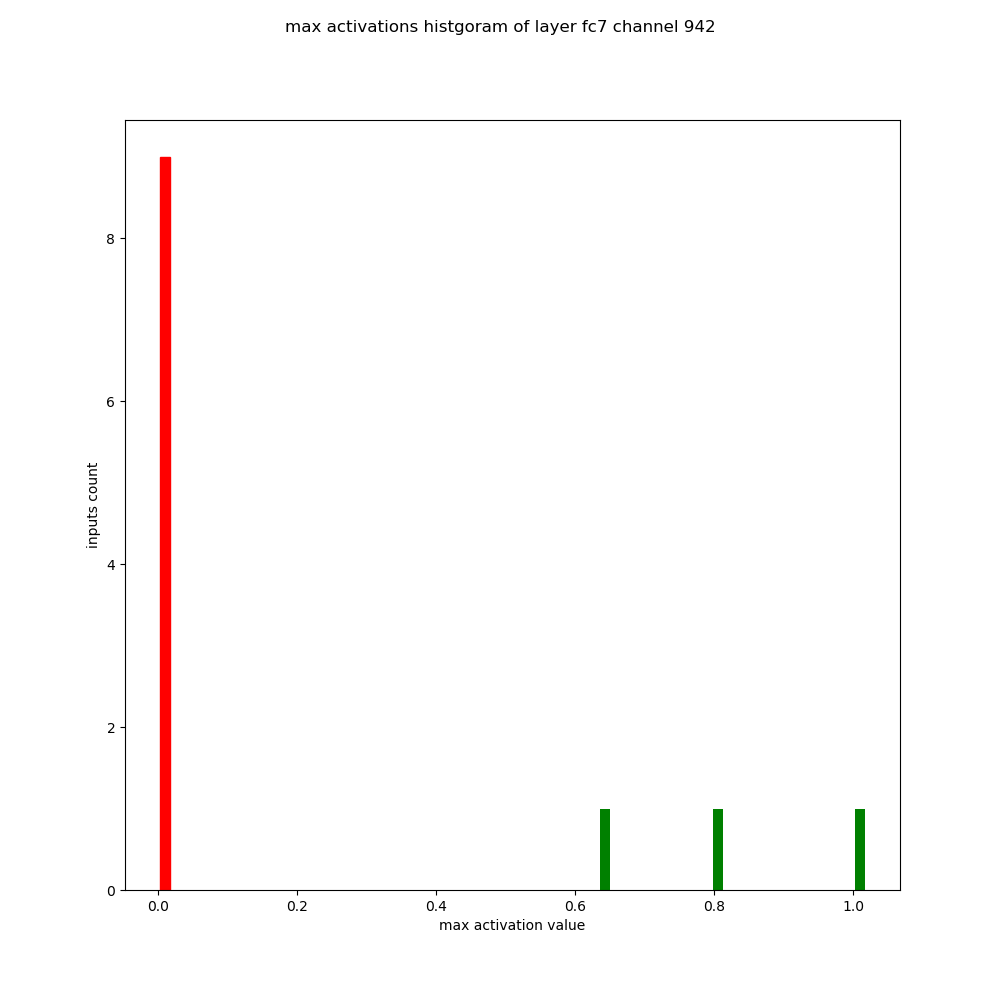 max activations histgoram of layer fc7 channel 942
8
6
4
2
0
inputs count
0.0 0.2 0.4 0.6 0.8 1.0
max activation value